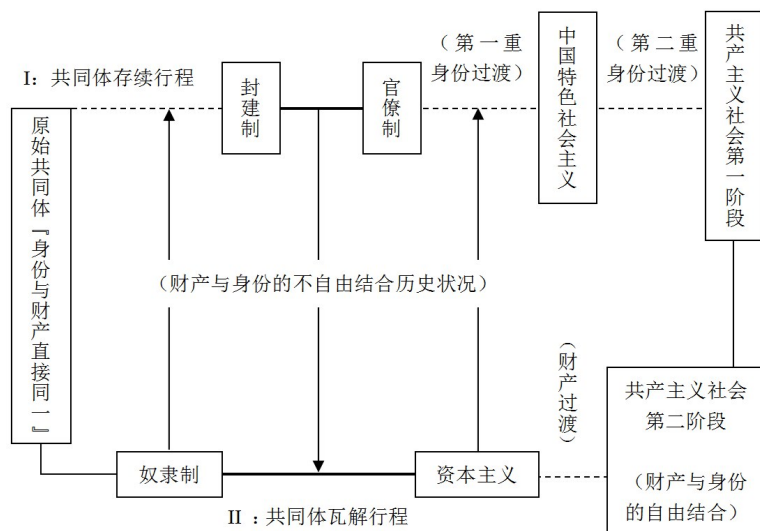 I：共同体存续行程
（第一重
身份过渡）
（第二重
身份过渡）
封建制
官僚制
中国特色社会主义
共产主义社会第一阶段
原始共同体『身份与财产直接同一』
（财产与身份的不自由结合历史状况）
（财产过渡）
共产主义社会
第二阶段
（财产与身份
的自由结合）
奴隶制
资本主义
II：共同体瓦解行程